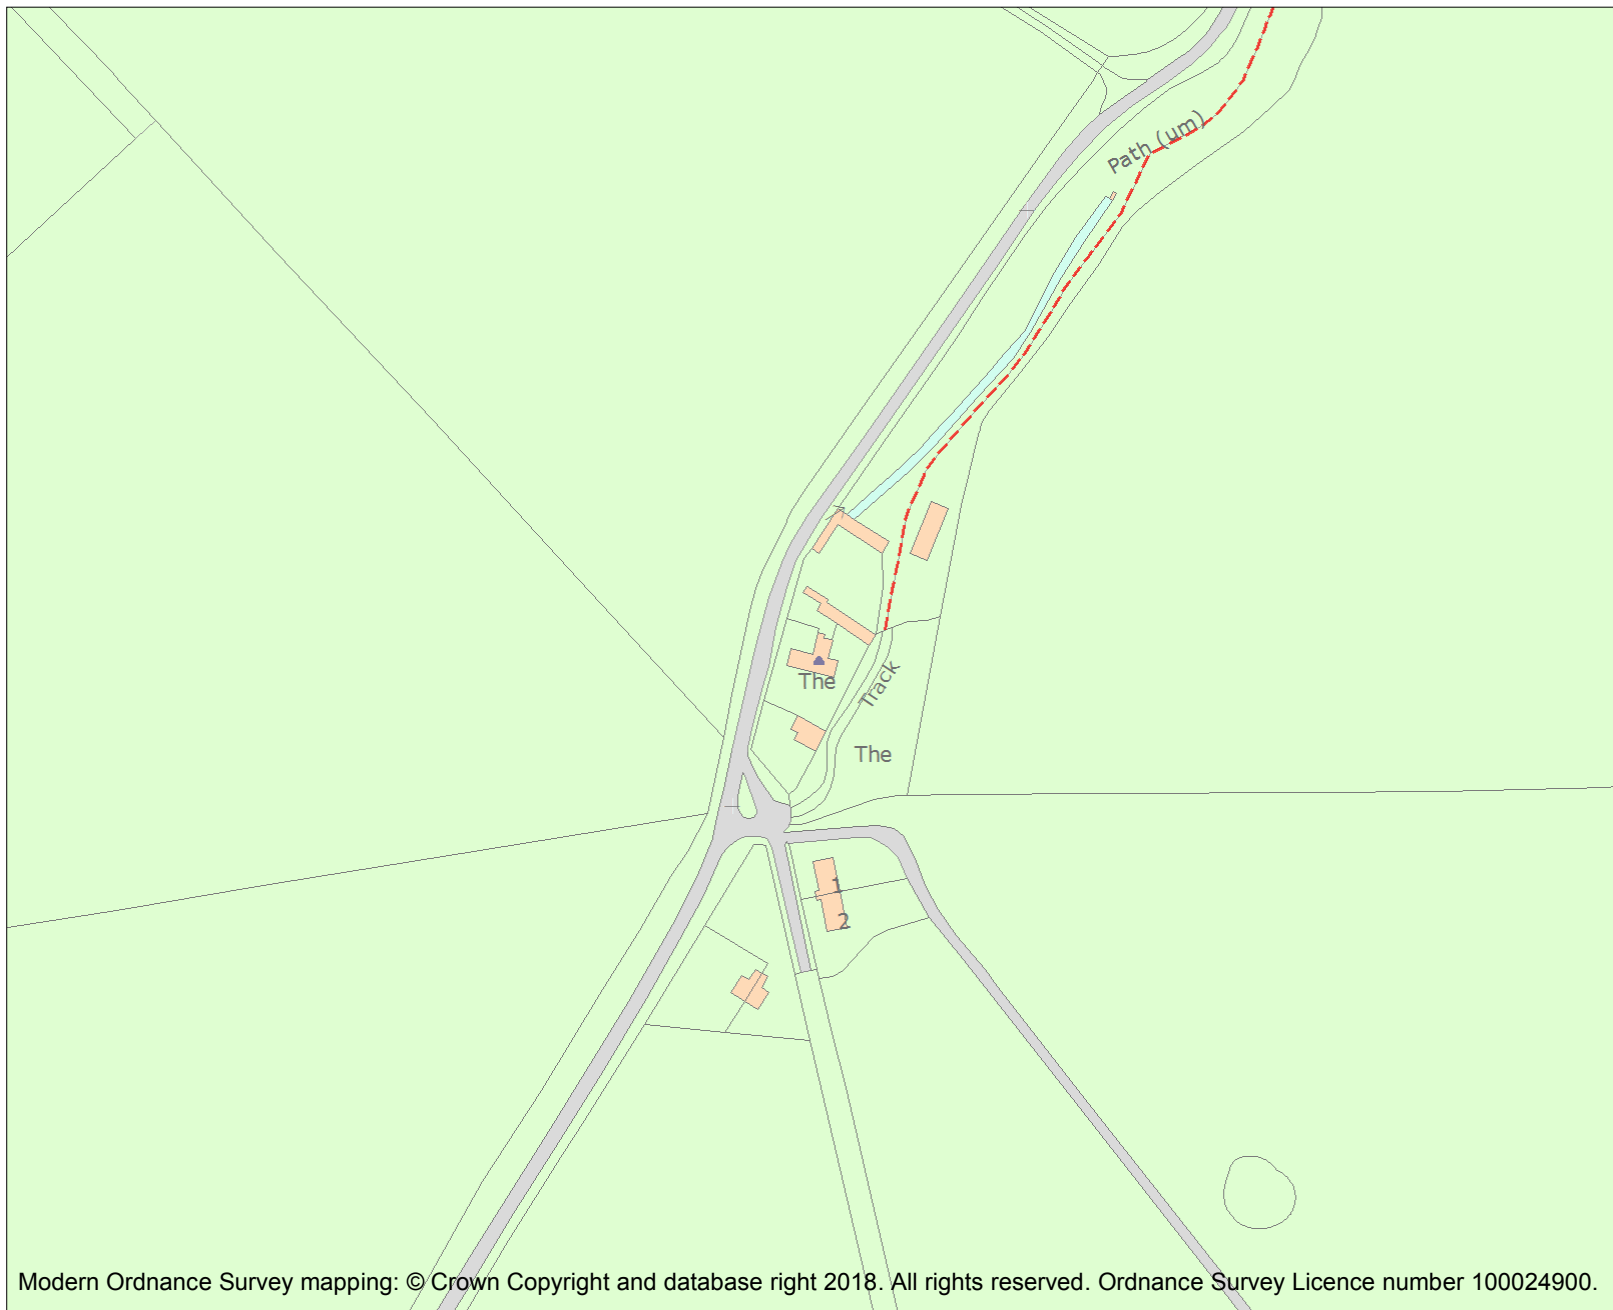 Path (um)
The
Track
The
1
2
Modern Ordnance Survey mapping: © Crown Copyright and database right 2018. All rights reserved. Ordnance Survey Licence number 100024900.